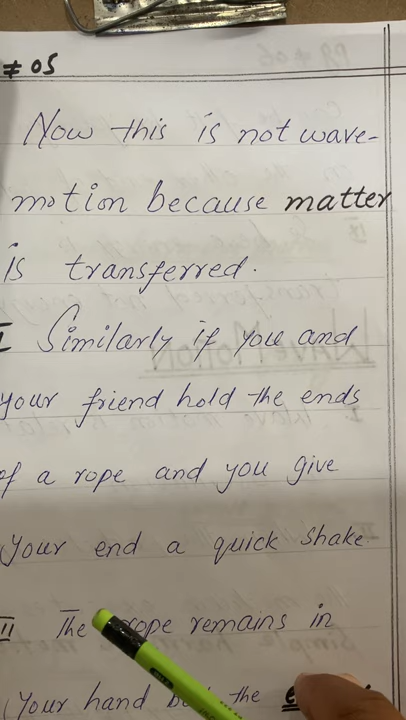 # 05
Now this is not wave-
motion because matter
is transferred.
I Similarly if you and
your friend hold the ends
of a rope and you give
your end a quick shake.
II The rope remains in
your hand the